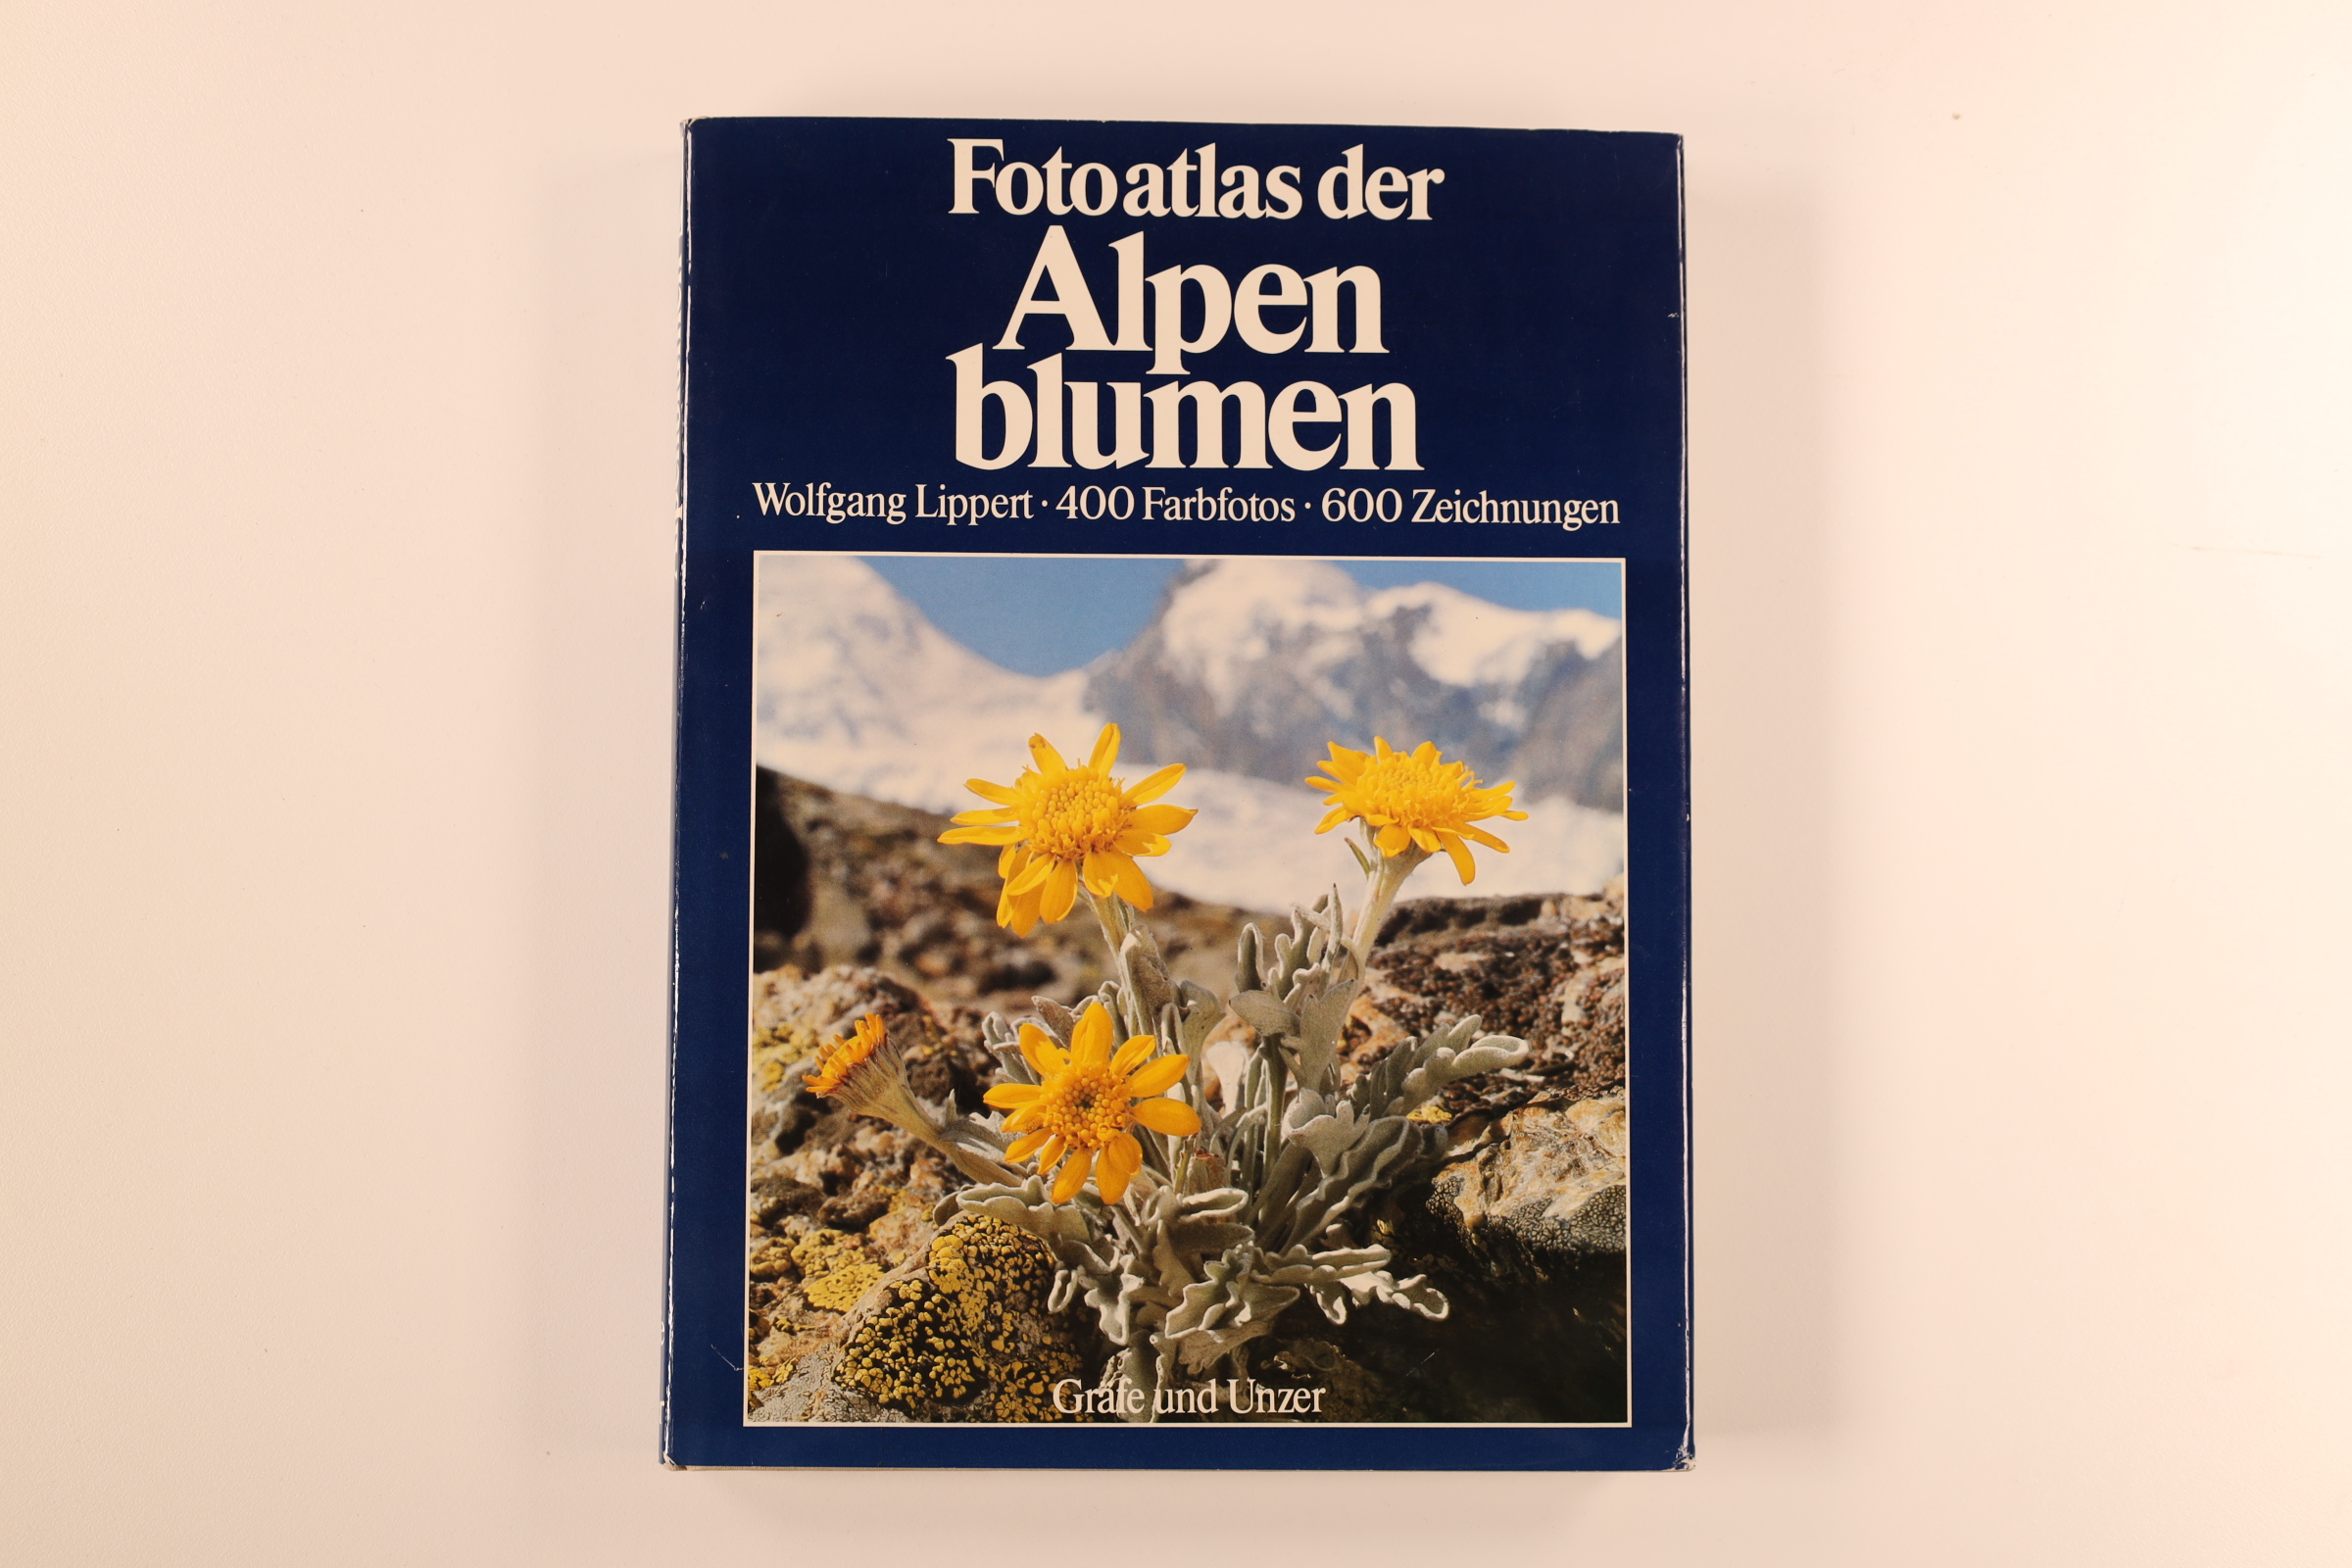 Fotoatlas der
Alpen
blumen
Wolfgang Lippert · 400 Farbfotos · 600 Zeichnungen
Gräfe und Unzer